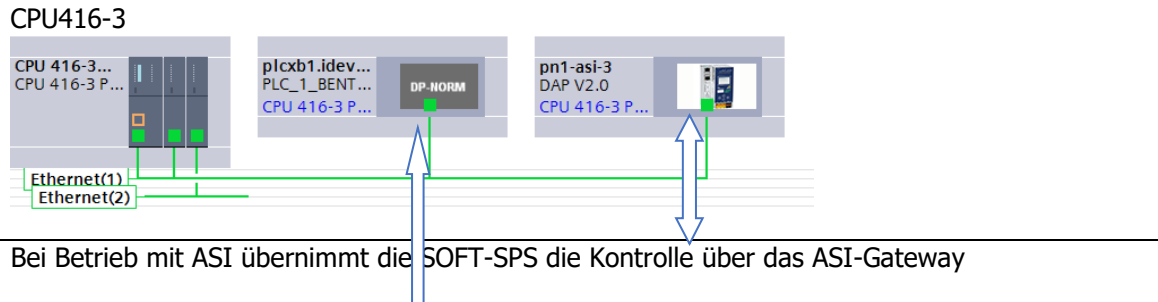 CPU416-3
CPU 416-3...
CPU 416-3 P...
plcxb1.idev...
PLC_1_BENT...
CPU 416-3 P...
DP-NORM
pn1-asi-3
DAP V2.0
CPU 416-3 P...
Ethernet(1)
Ethernet(2)
Bei Betrieb mit ASI übernimmt die SOFT-SPS die Kontrolle über das ASI-Gateway